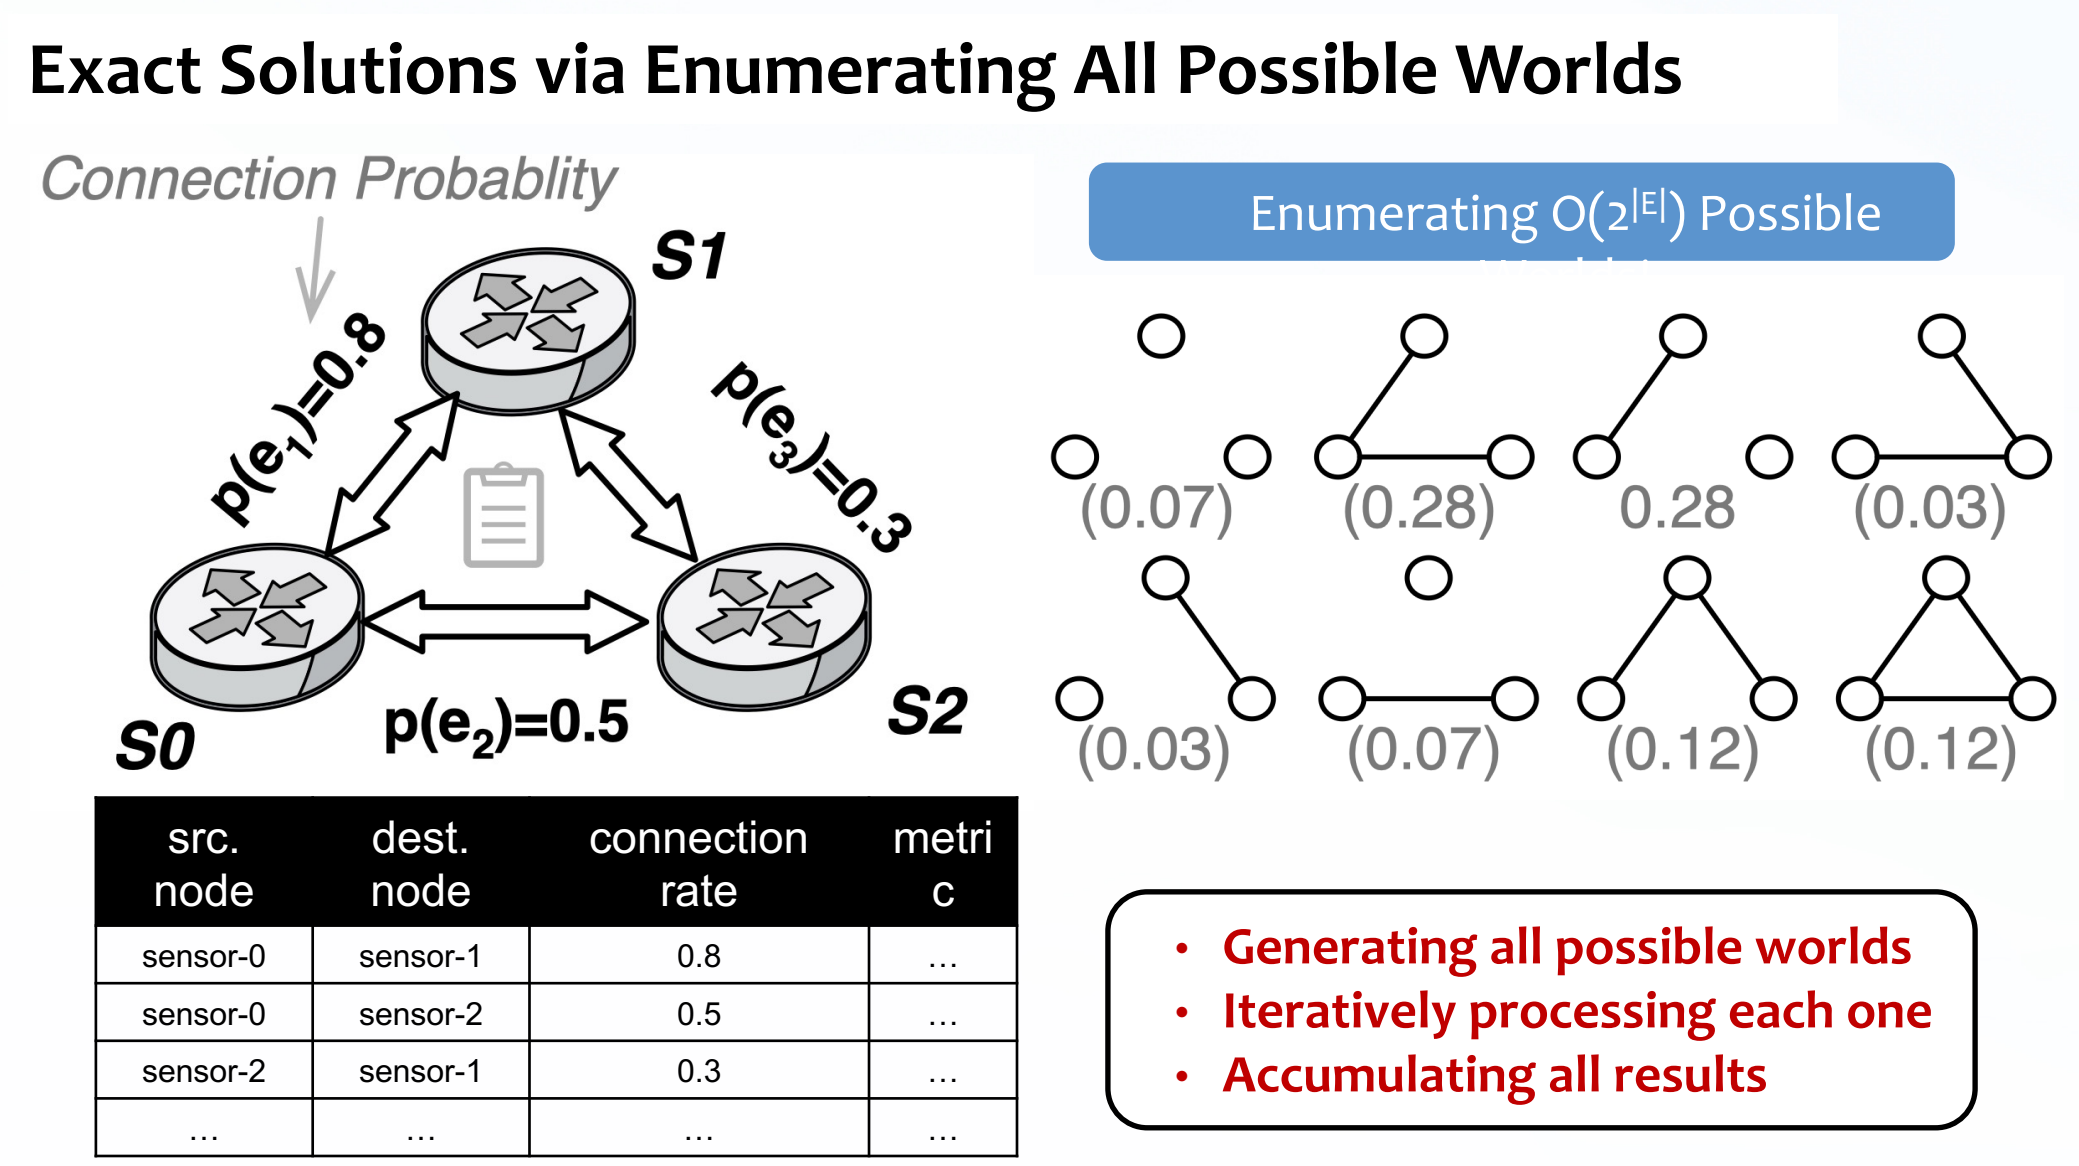 Exact Solutions via Enumerating All Possible Worlds
Connection Probablity
S1
p(e₁)=0.8
p(e₃)=0.3
p(e₂)=0.5
S0
S2
Enumerating O(2^|E|) Possible
(0.07) (0.28) 0.28 (0.03)
(0.03) (0.07) (0.12) (0.12)
src. node dest. node connection rate metric
sensor-0 sensor-1 0.8 ...
sensor-0 sensor-2 0.5 ...
sensor-2 sensor-1 0.3 ...
... ... ... ...
• Generating all possible worlds
• Iteratively processing each one
• Accumulating all results